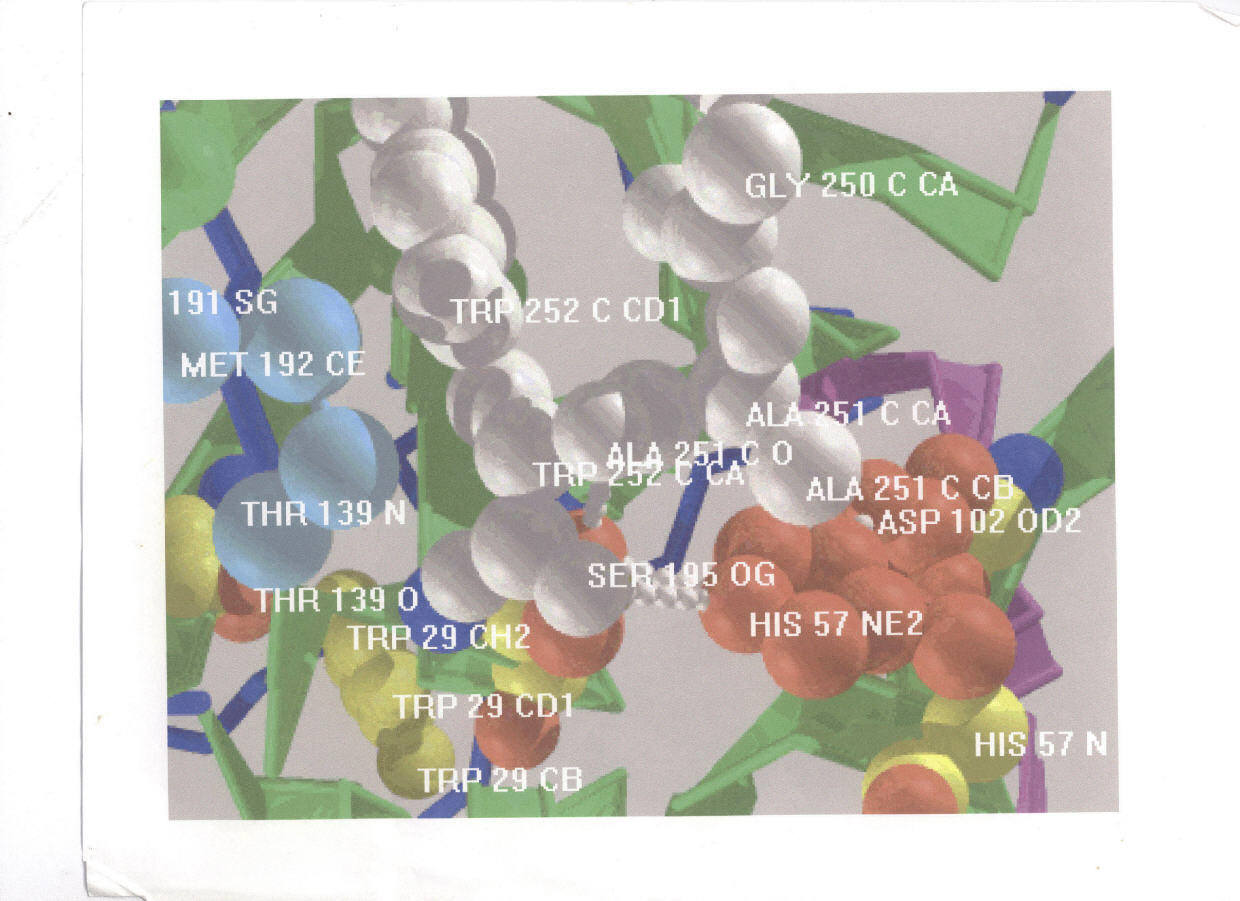 GLY 250 C CA
191 SG
TRP 252 C CD1
MET 192 CE
ALA 251 C CA
ALA 251 C O
TRP 252 C CA
ALA 251 C CB
THR 139 N
ASP 102 OD2
SER 195 OG
THR 139 O
HIS 57 NE2
TRP 29 CH2
TRP 29 CD1
HIS 57 N
TRP 29 CB